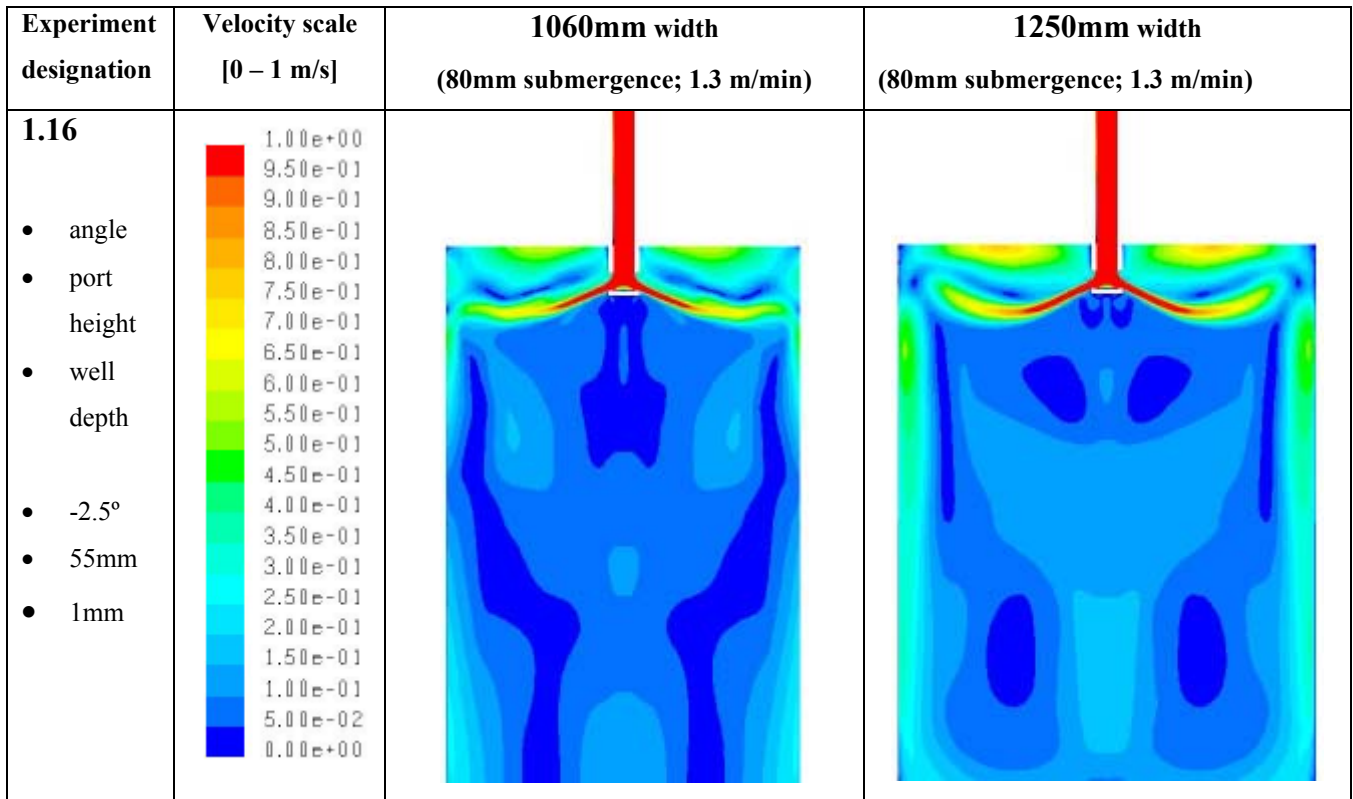 Experiment
designation
Velocity scale
[0 – 1 m/s]
1060mm width
(80mm submergence; 1.3 m/min)
1250mm width
(80mm submergence; 1.3 m/min)
1.16
• angle
• port
height
• well
depth
• -2.5º
• 55mm
• 1mm
1.00e+00
9.50e-01
9.00e-01
8.50e-01
8.00e-01
7.50e-01
7.00e-01
6.50e-01
6.00e-01
5.50e-01
5.00e-01
4.50e-01
4.00e-01
3.50e-01
3.00e-01
2.50e-01
2.00e-01
1.50e-01
1.00e-01
5.00e-02
0.00e+00